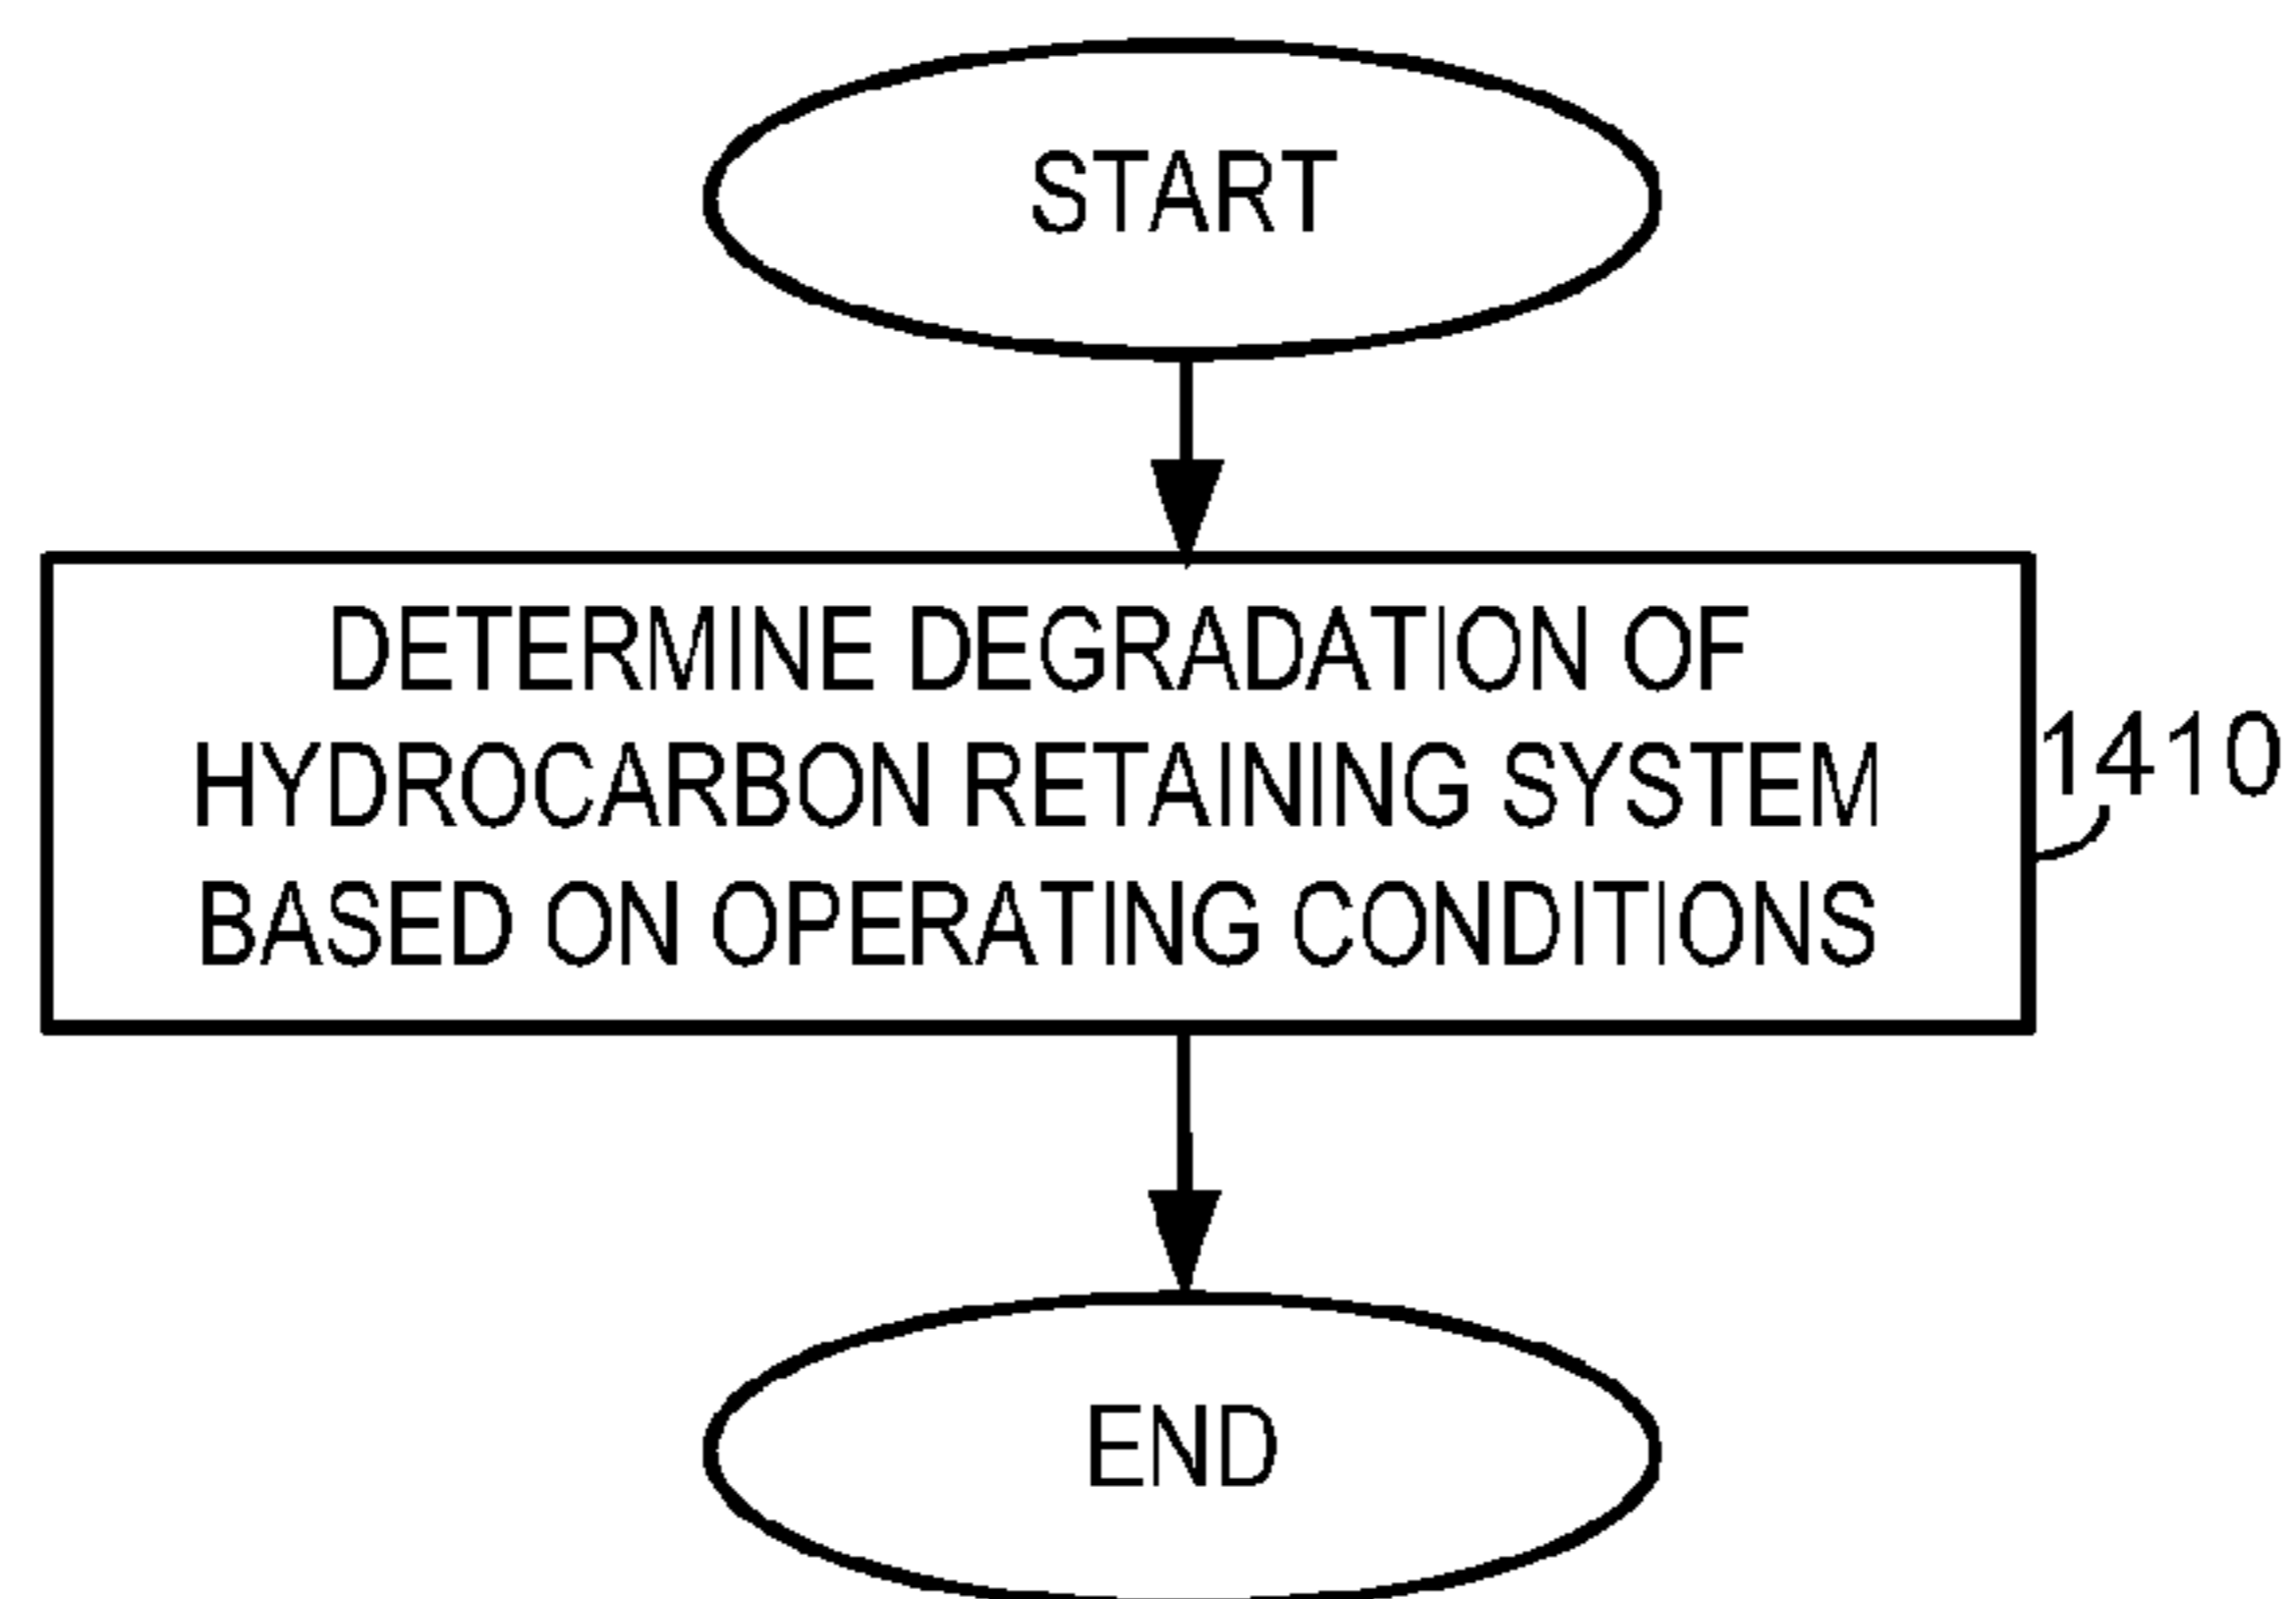 START
DETERMINE DEGRADATION OF
HYDROCARBON RETAINING SYSTEM
BASED ON OPERATING CONDITIONS
1410
END